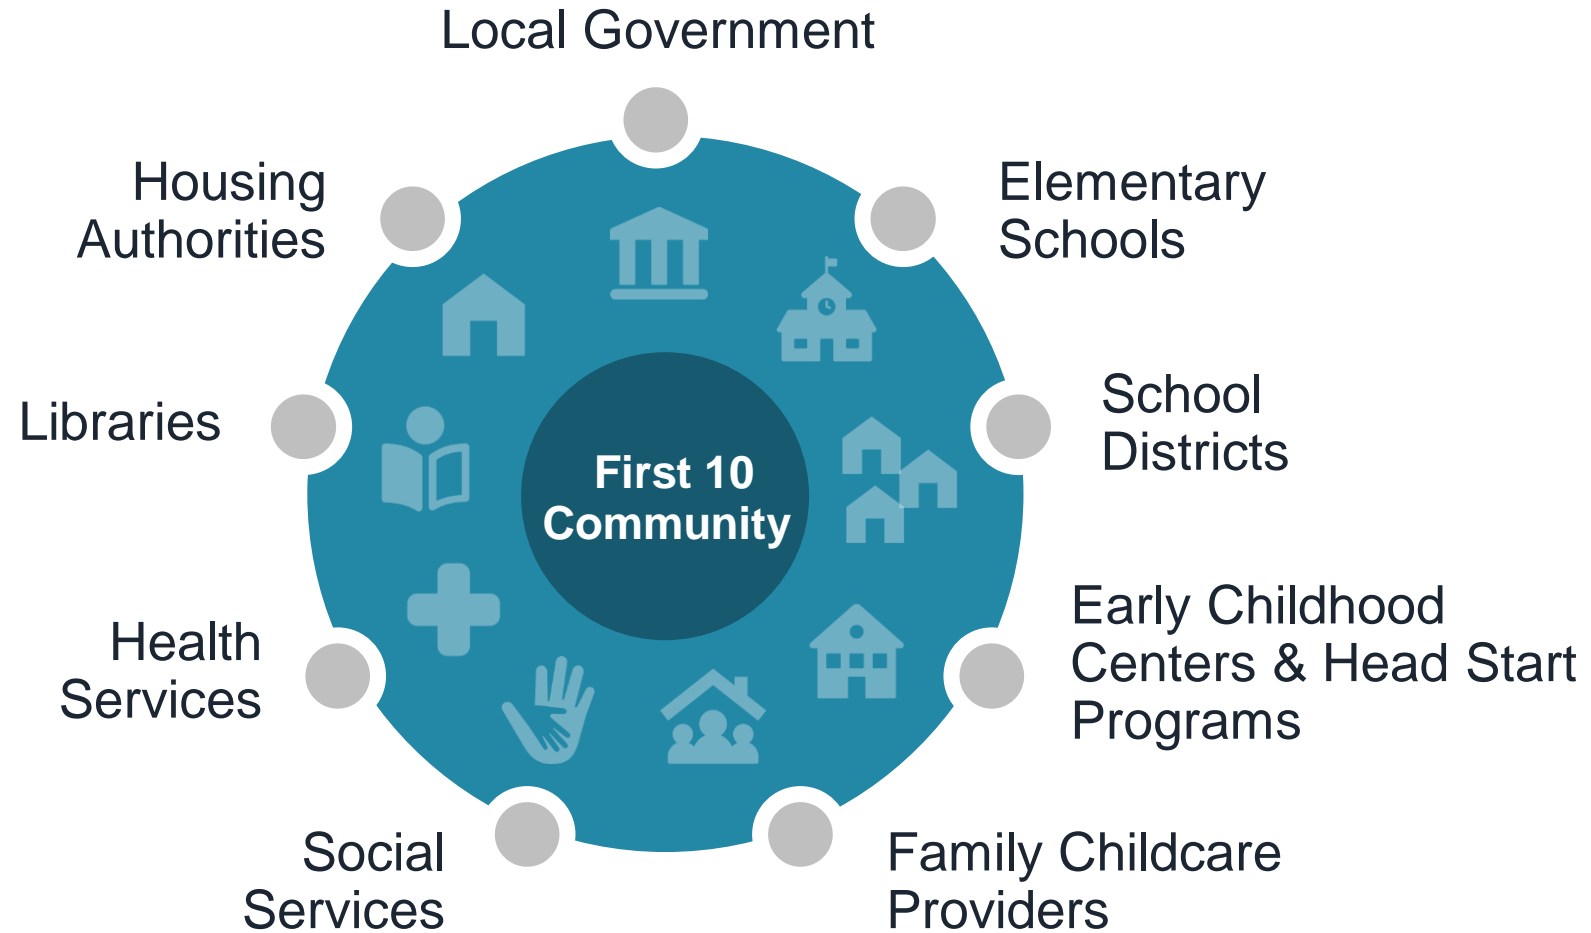 Local Government
Housing
Authorities
Elementary
Schools
Libraries
School
Districts
First 10
Community
Health
Services
Early Childhood
Centers & Head Start
Programs
Social
Services
Family Childcare
Providers